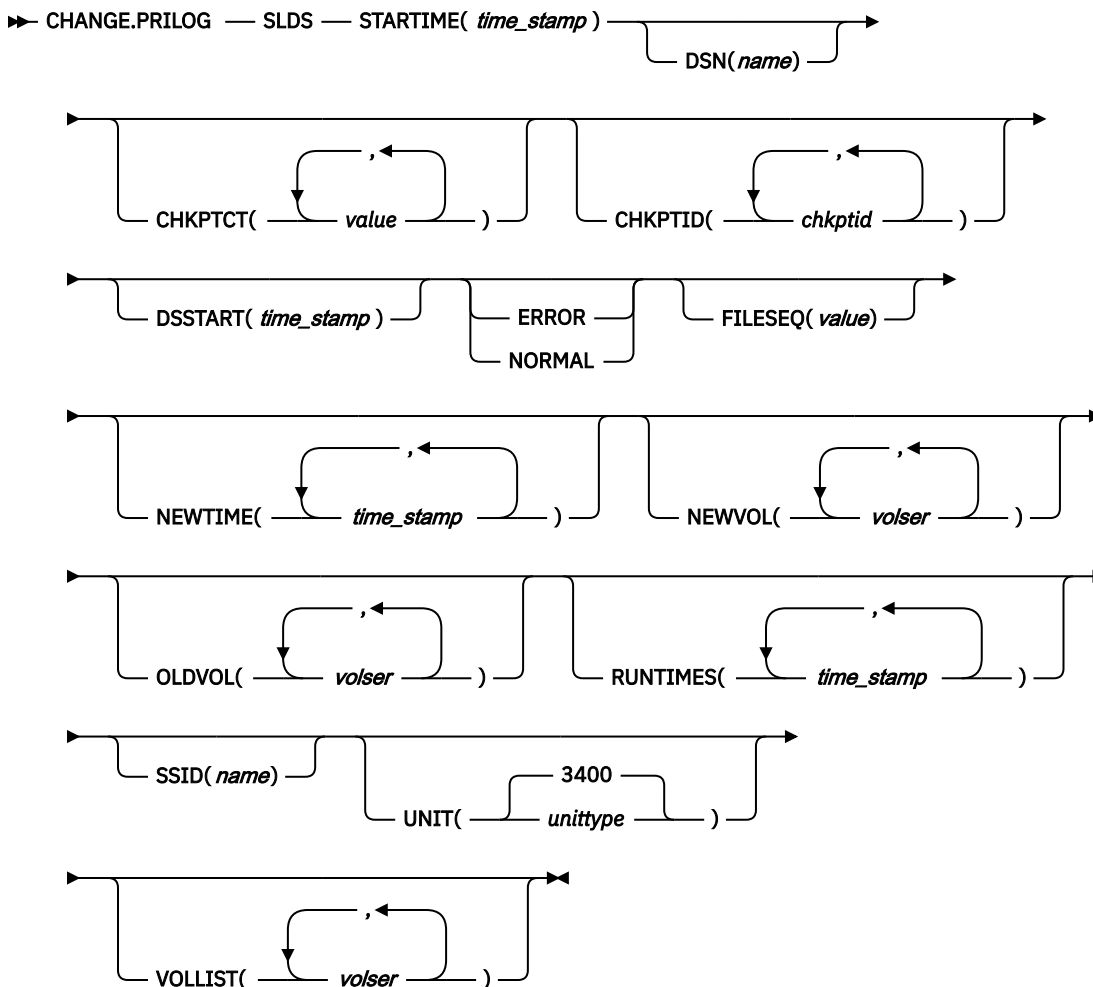 CHANGE.PRILOG SLDS STARTIME( time_stamp )
DSN(name)
, ,
CHKPTCT( value ) CHKPTID( chkptid )
DSSTART( time_stamp ) ERROR FILESEQ( value)
NORMAL
, ,
NEWTIME( time_stamp ) NEWVOL( volser )
, ,
OLDVOL( volser ) RUNTIMES( time_stamp )
SSID( name)
3400
UNIT( unittype )
,
VOLLIST( volser )